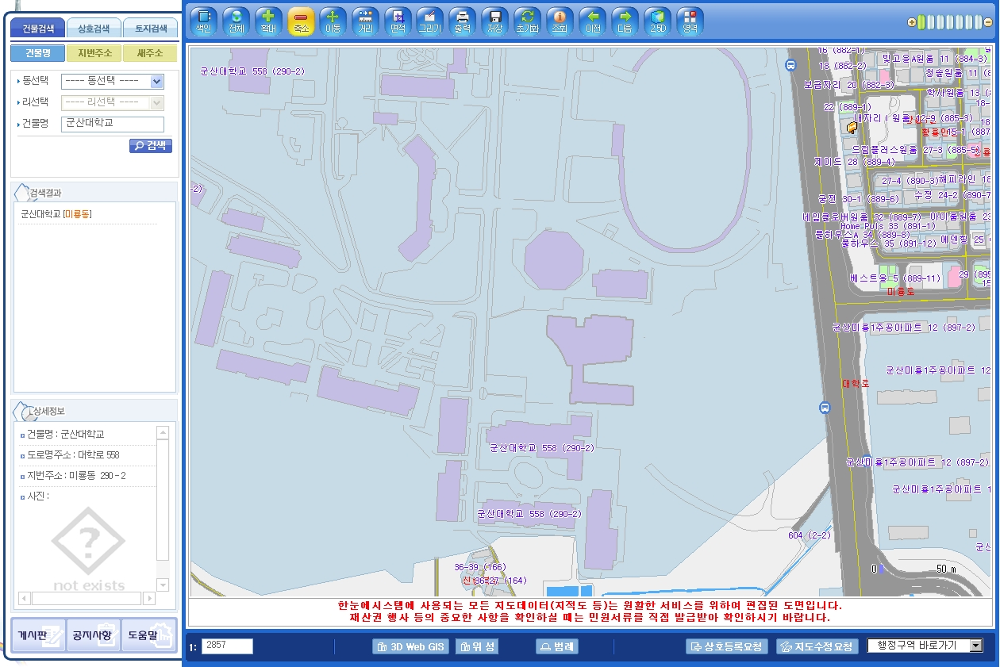 건물검색 상호검색 토지검색
건물명 지번주소 새주소
동선택 ---- 동선택 ----
리선택 ---- 리선택 ----
건물명 군산대학교
검색
검색결과
군산대학교 [미룡동]
상세정보
건물명 : 군산대학교
도로명주소 : 대학로 558
지번주소 : 미룡동 290 - 2
사진 :
not exists
게시판 공지사항 도움말
색인 전체 확대 축소 이동 거리 면적 그리기 출력 저장 초기화 조회 이전 다음 2.5D 영역
군산대학교 558 (290-2)
-2)
16 (882-1)
빛고을A원룸 11 (884-3)
18 (882-2)
청솔원룸 11 (8
보금자리 20 (882-3)
학사원룸 13 (8
22 (889-1)
18-
내자리 I 원룸 12-9 (885-3)
18
15-1 (887
드림플러스원룸 27-3 (885-5)
제이드 28 (889-4)
27-4 (890-3)
해피라인 18
수정 24-2 (890-7
궁전 30-1 (889-6)
네잎클로버원룸 32 (889-7)
아이룸원룸 23
Home Puls 33 (891-1)
풀하우스A 34 (889-8)
풀하우스 35 (891-12)
에덴힐 25
베스트올 5 (889-11)
29 (895
15
미룡로
군산미룡1주공아파트 12 (897-2)
군산미룡1주공아파트 12
대학로
군산대학교 558 (290-2)
군산미룡1주공아파트 12 (897-2)
군산미룡1주공아파트 1
군산대학교 558 (290-2)
604 (2-2)
군산
36-39 (166)
36-27 (164)
0 50 m
한눈에시스템에 사용되는 모든 지도데이터(지적도 등)는 원활한 서비스를 위하여 편집된 도면입니다.
재산권 행사 등의 중요한 사항을 확인하실 때는 민원서류를 직접 발급받아 확인하시기 바랍니다.
1: 2857 3D Web GIS 위 성 범례 상호등록요청 지도수정요청 행정구역 바로가기